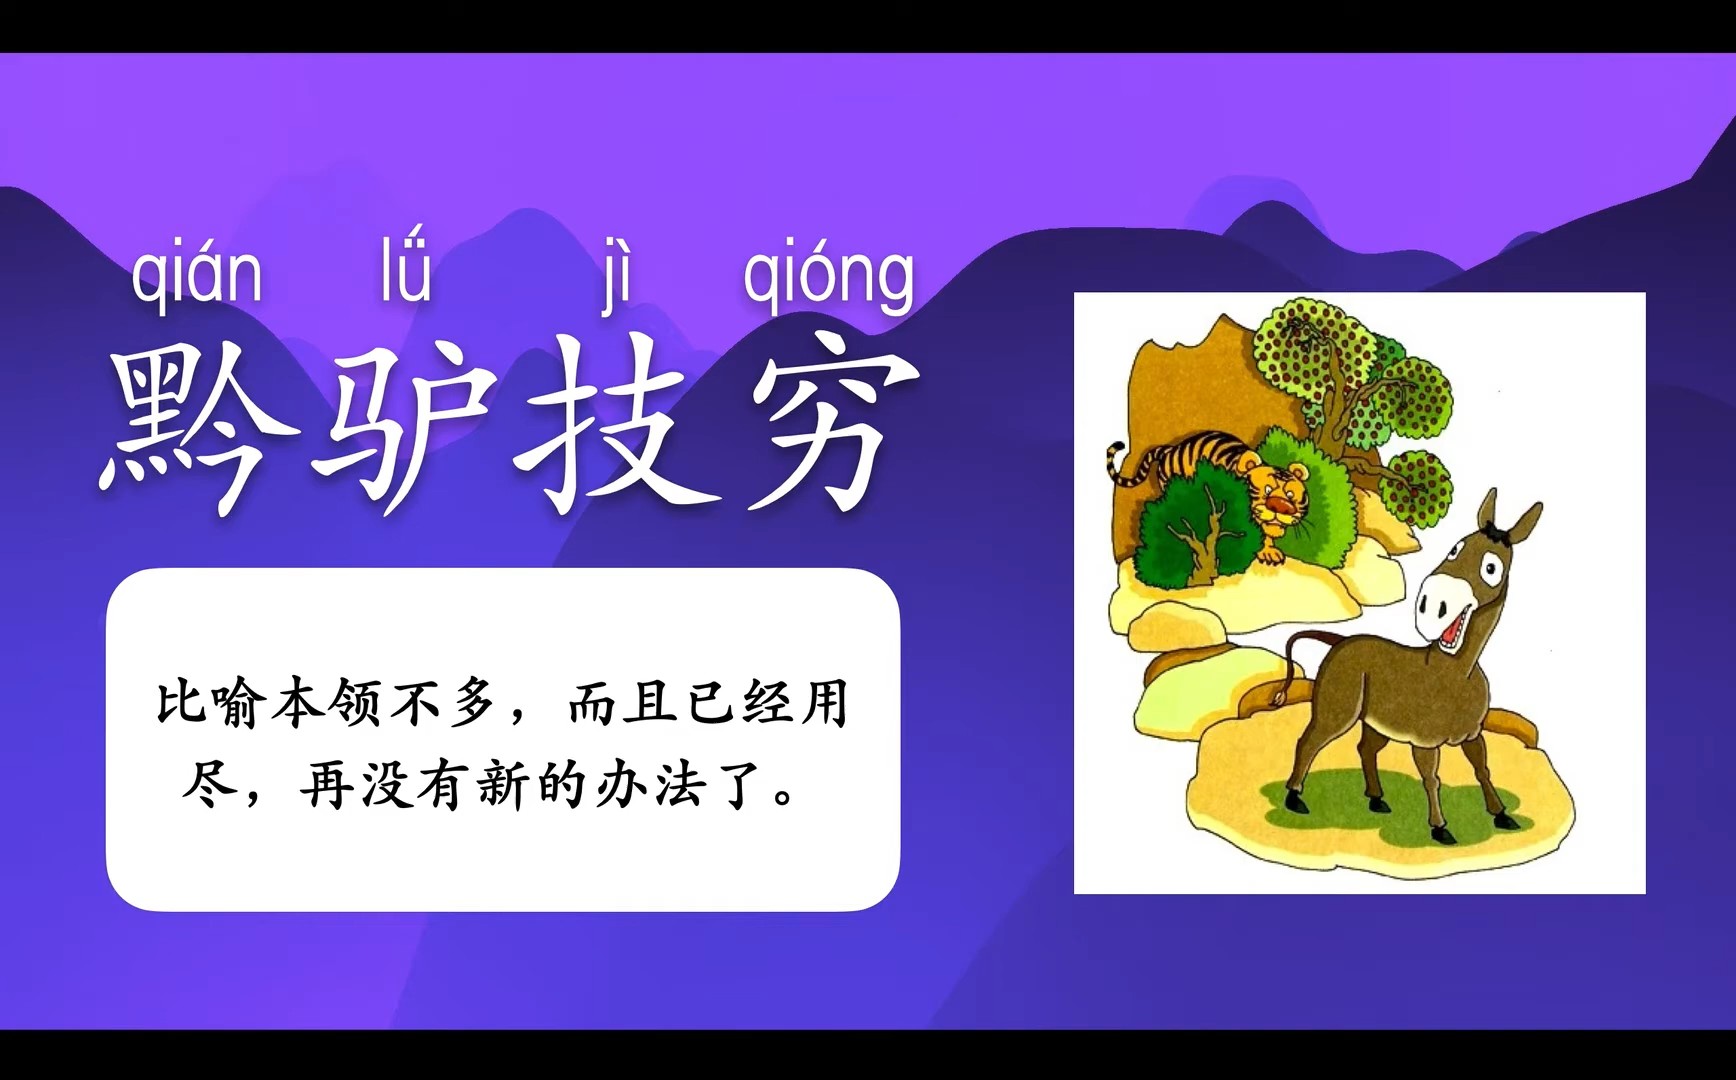 qián lǘ jì qióng
黔驴技穷
比喻本领不多，而且已经用
尽，再没有新的办法了。